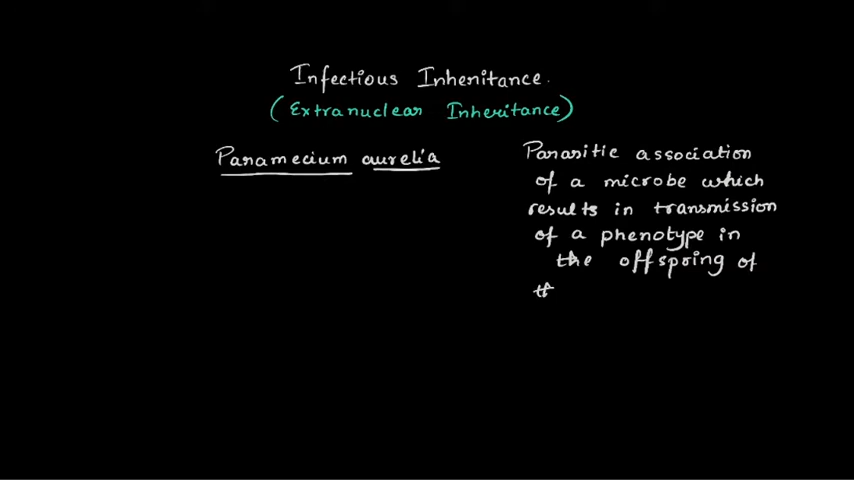 Infectious Inheritance.
(Extranuclear Inheritance)
Paramecium aurelia
Parasitic association
of a microbe which
results in transmission
of a phenotype in
the offspring of
th